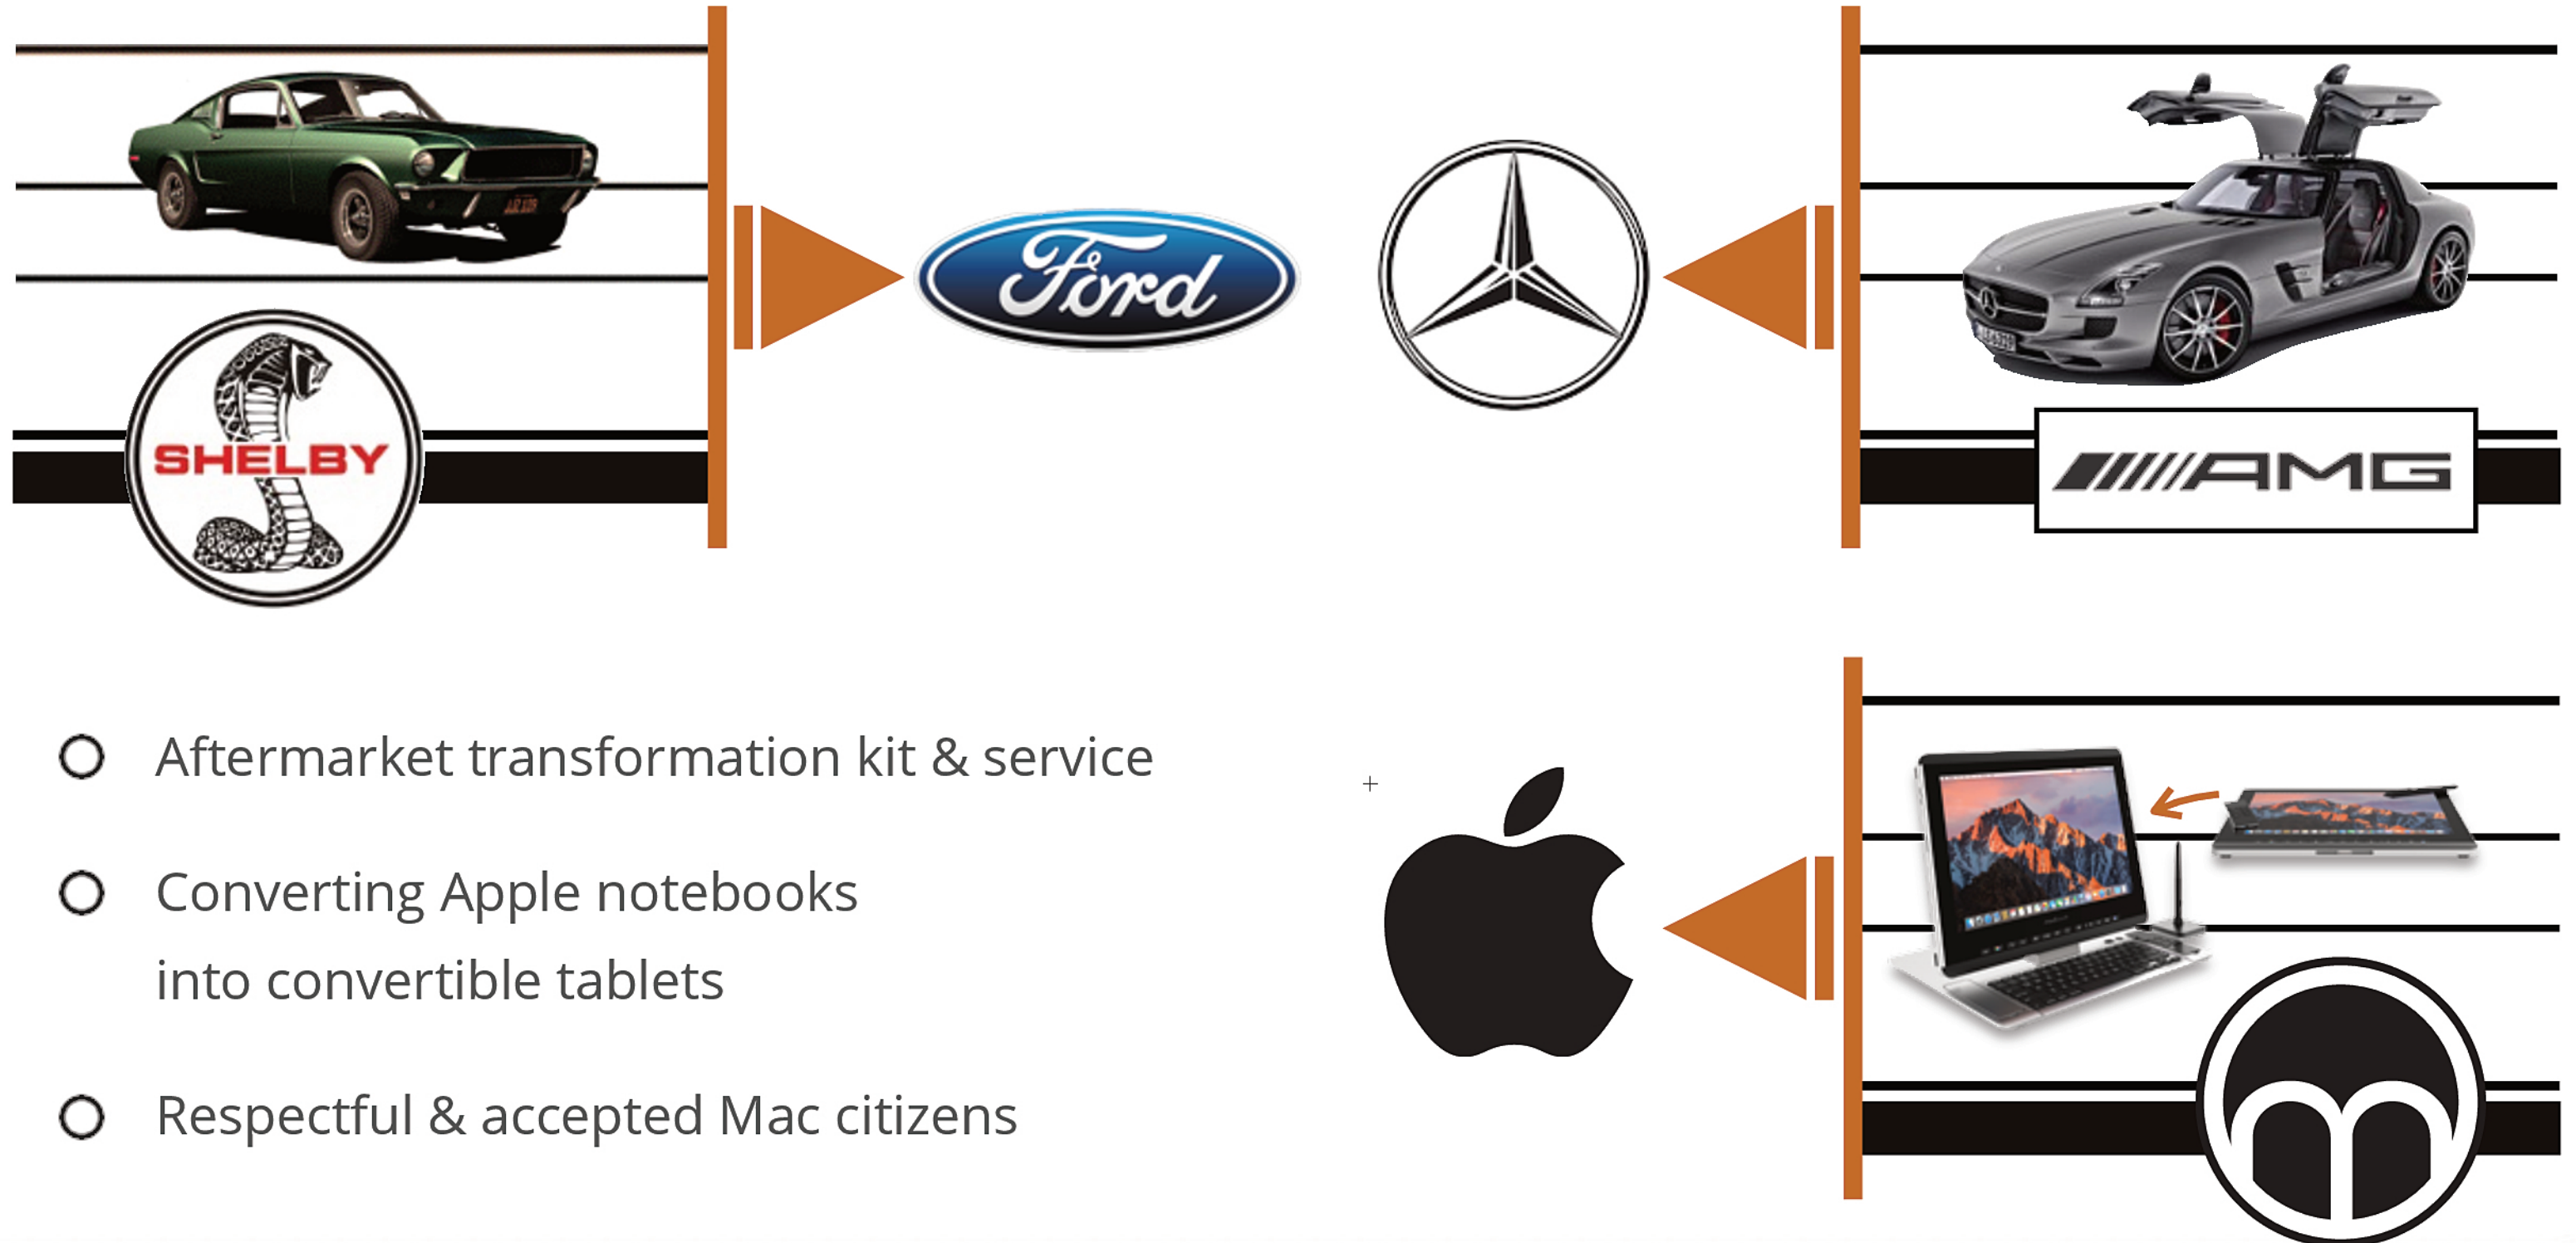 Ford
SHELBY
AMG
Aftermarket transformation kit & service
Converting Apple notebooks
into convertible tablets
Respectful & accepted Mac citizens